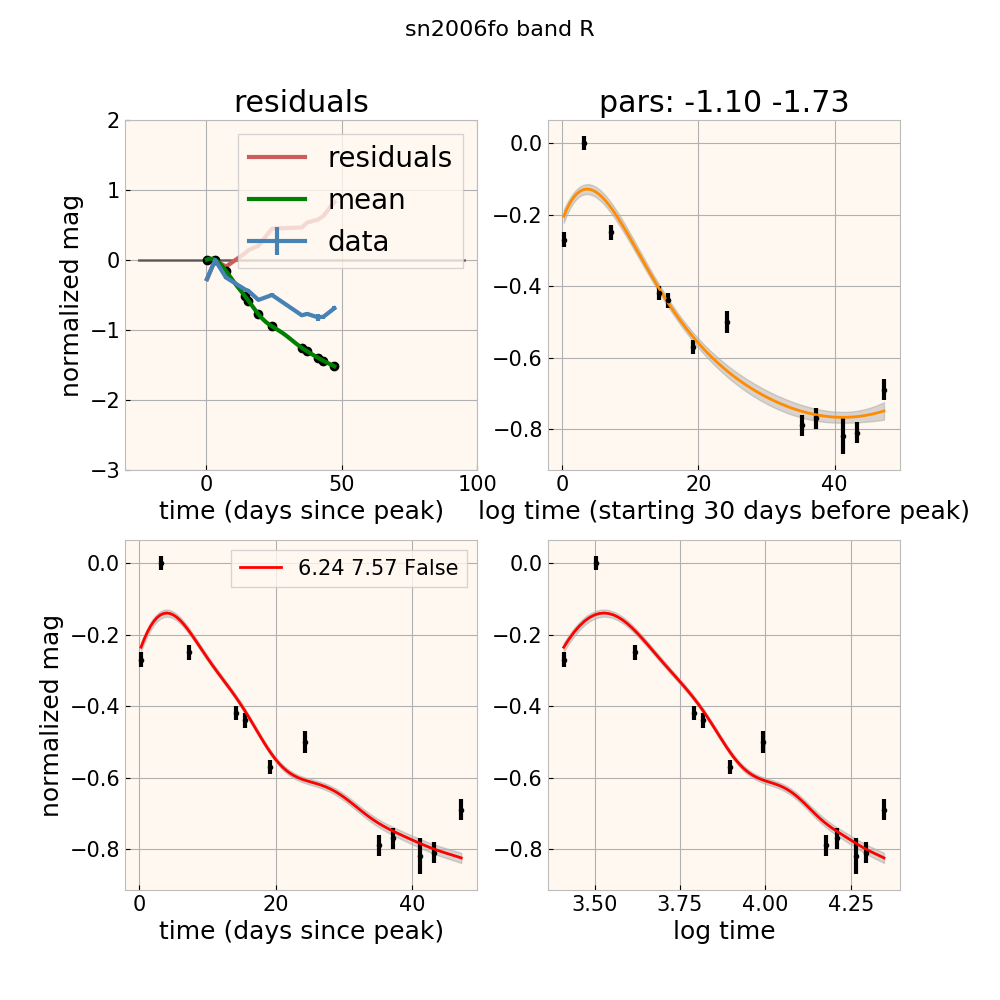 sn2006fo band R
residuals
pars: -1.10 -1.73
2
1
0
−1
−2
−3
normalized mag
residuals
mean
data
0
50
100
time (days since peak)
0.0
−0.2
−0.4
−0.6
−0.8
0
20
40
log time (starting 30 days before peak)
0.0
−0.2
−0.4
−0.6
−0.8
normalized mag
6.24 7.57 False
0
20
40
time (days since peak)
0.0
−0.2
−0.4
−0.6
−0.8
3.50
3.75
4.00
4.25
log time